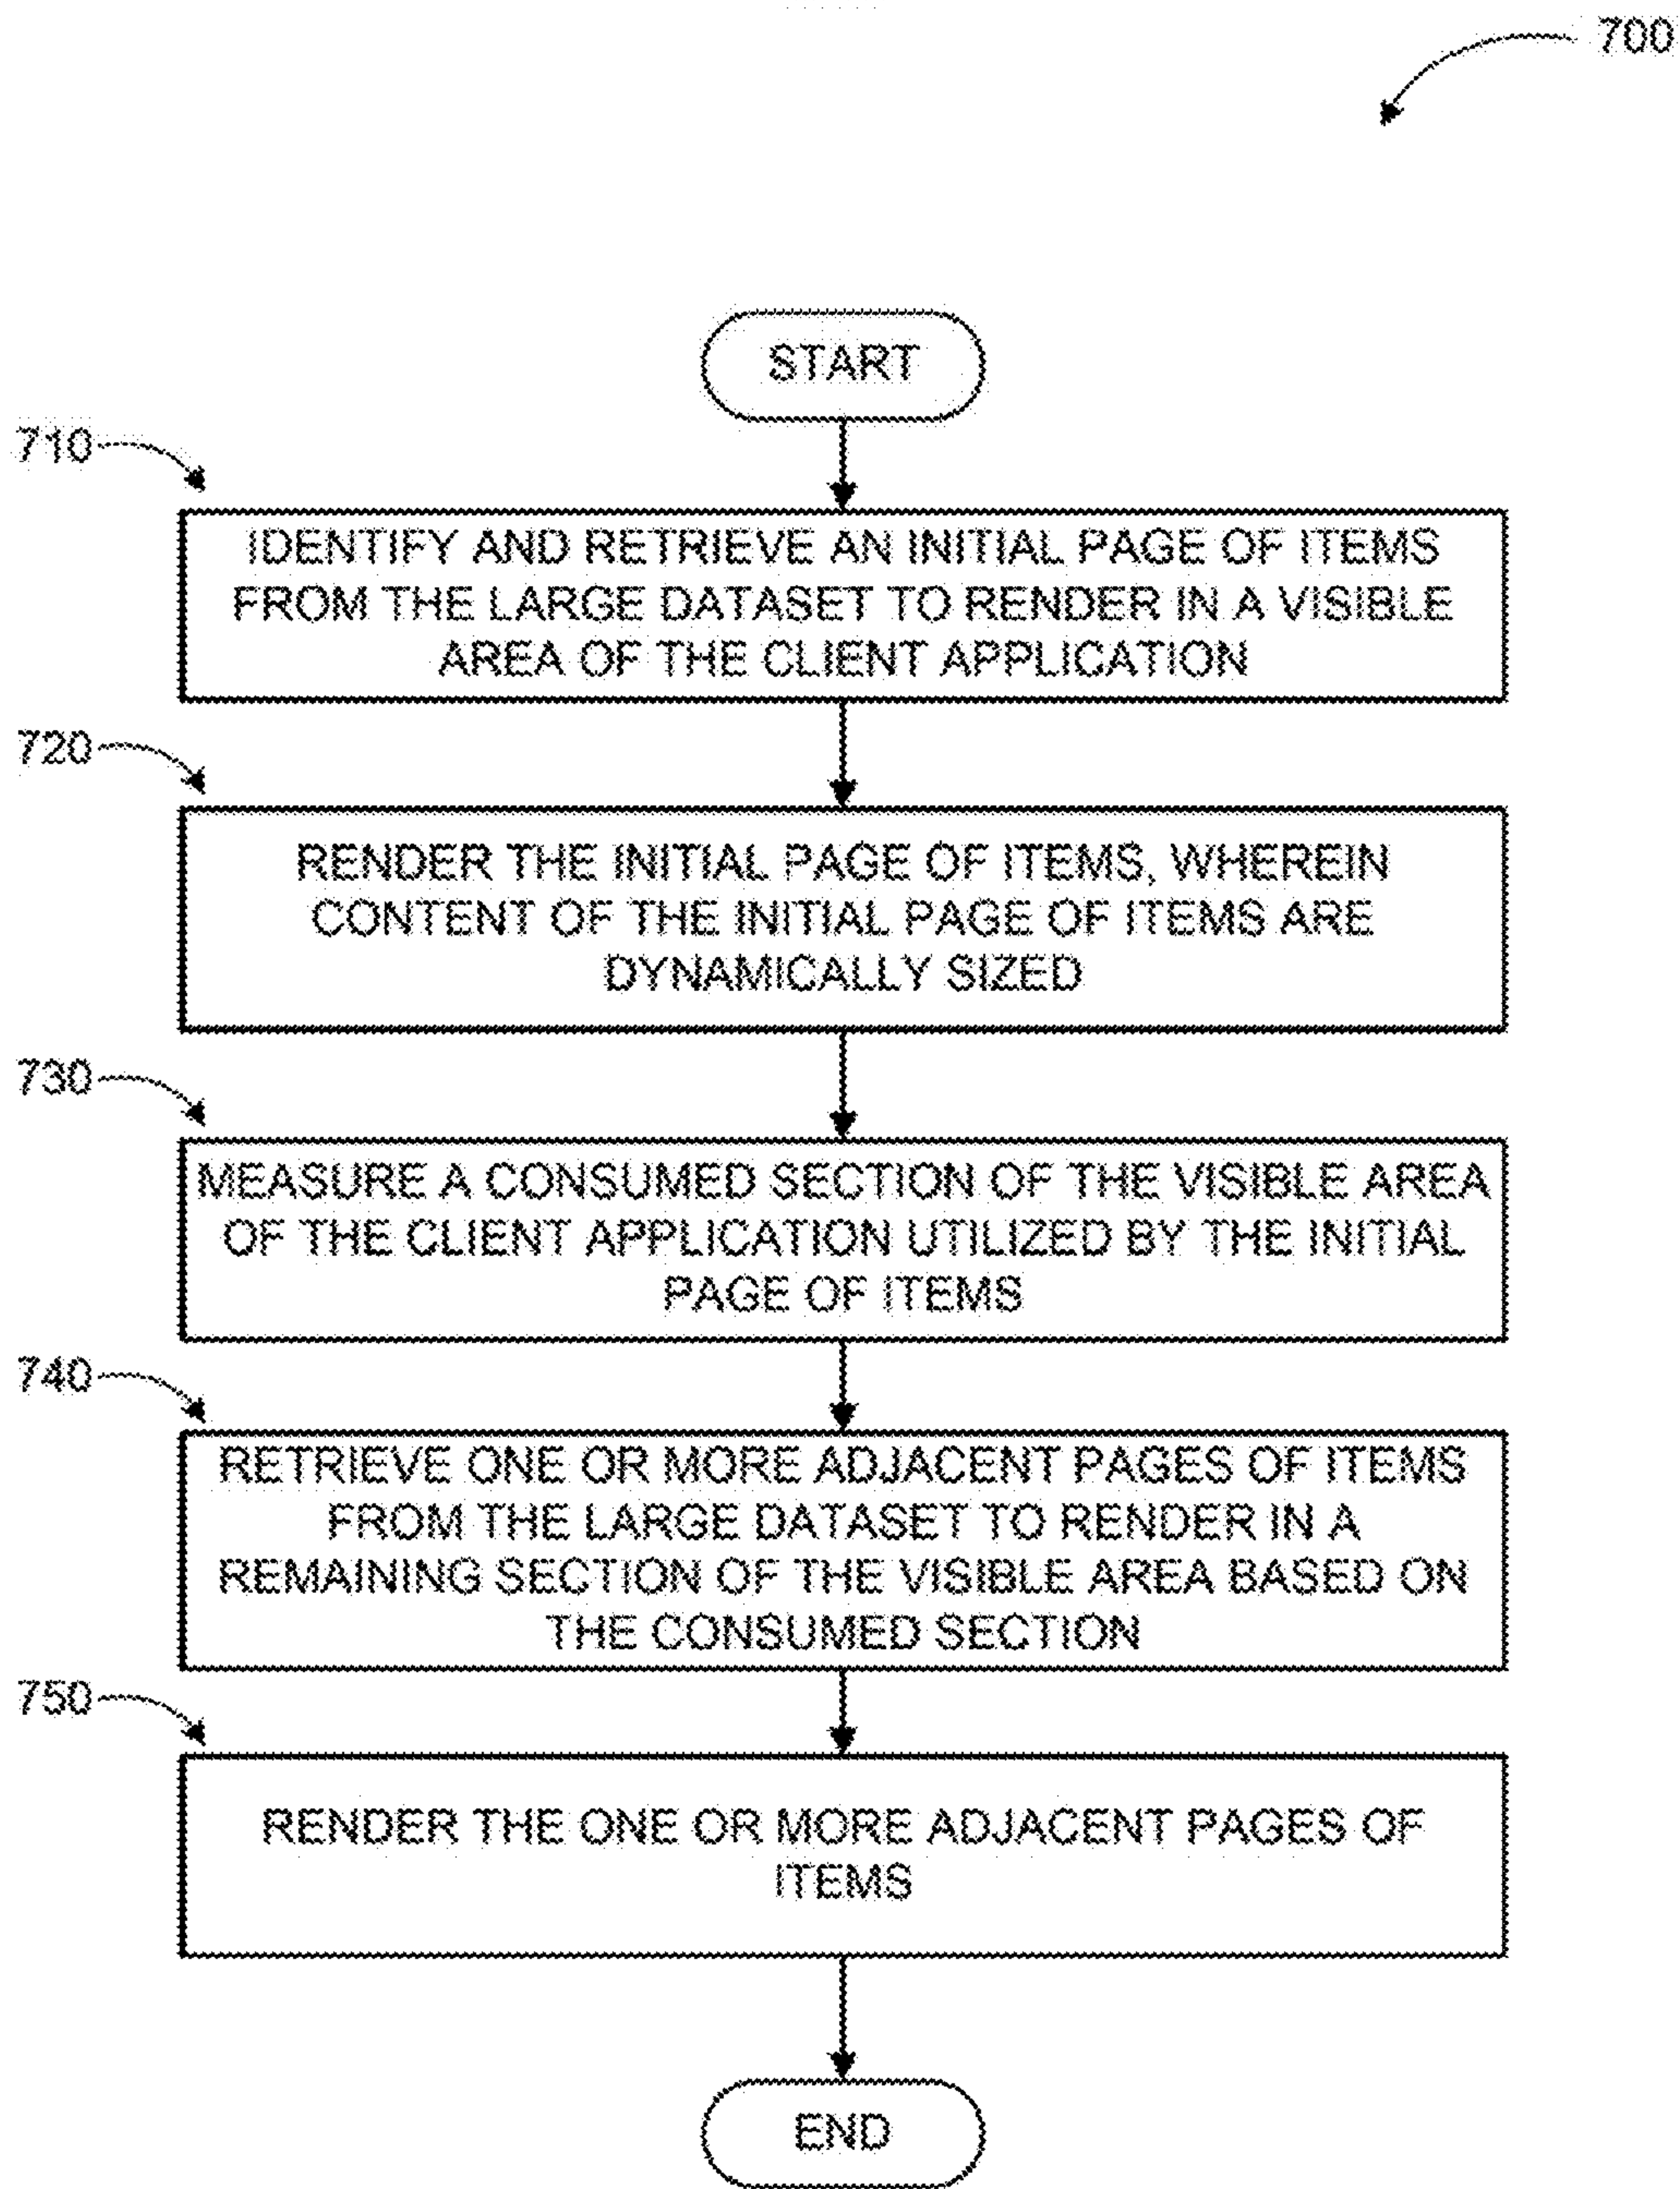 700
START
710
IDENTIFY AND RETRIEVE AN INITIAL PAGE OF ITEMS
FROM THE LARGE DATASET TO RENDER IN A VISIBLE
AREA OF THE CLIENT APPLICATION
720
RENDER THE INITIAL PAGE OF ITEMS, WHEREIN
CONTENT OF THE INITIAL PAGE OF ITEMS ARE
DYNAMICALLY SIZED
730
MEASURE A CONSUMED SECTION OF THE VISIBLE AREA
OF THE CLIENT APPLICATION UTILIZED BY THE INITIAL
PAGE OF ITEMS
740
RETRIEVE ONE OR MORE ADJACENT PAGES OF ITEMS
FROM THE LARGE DATASET TO RENDER IN A
REMAINING SECTION OF THE VISIBLE AREA BASED ON
THE CONSUMED SECTION
750
RENDER THE ONE OR MORE ADJACENT PAGES OF
ITEMS
END